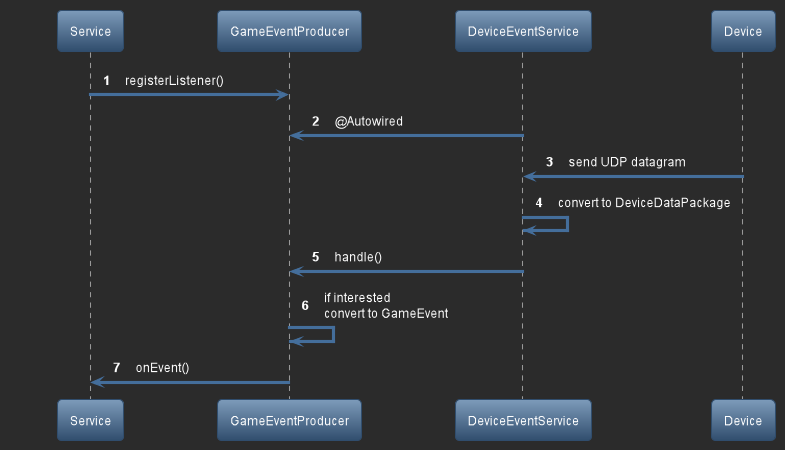 Service
GameEventProducer
DeviceEventService
Device
1 registerListener()
2 @Autowired
3 send UDP datagram
4 convert to DeviceDataPackage
5 handle()
6 if interested
convert to GameEvent
7 onEvent()
Service
GameEventProducer
DeviceEventService
Device